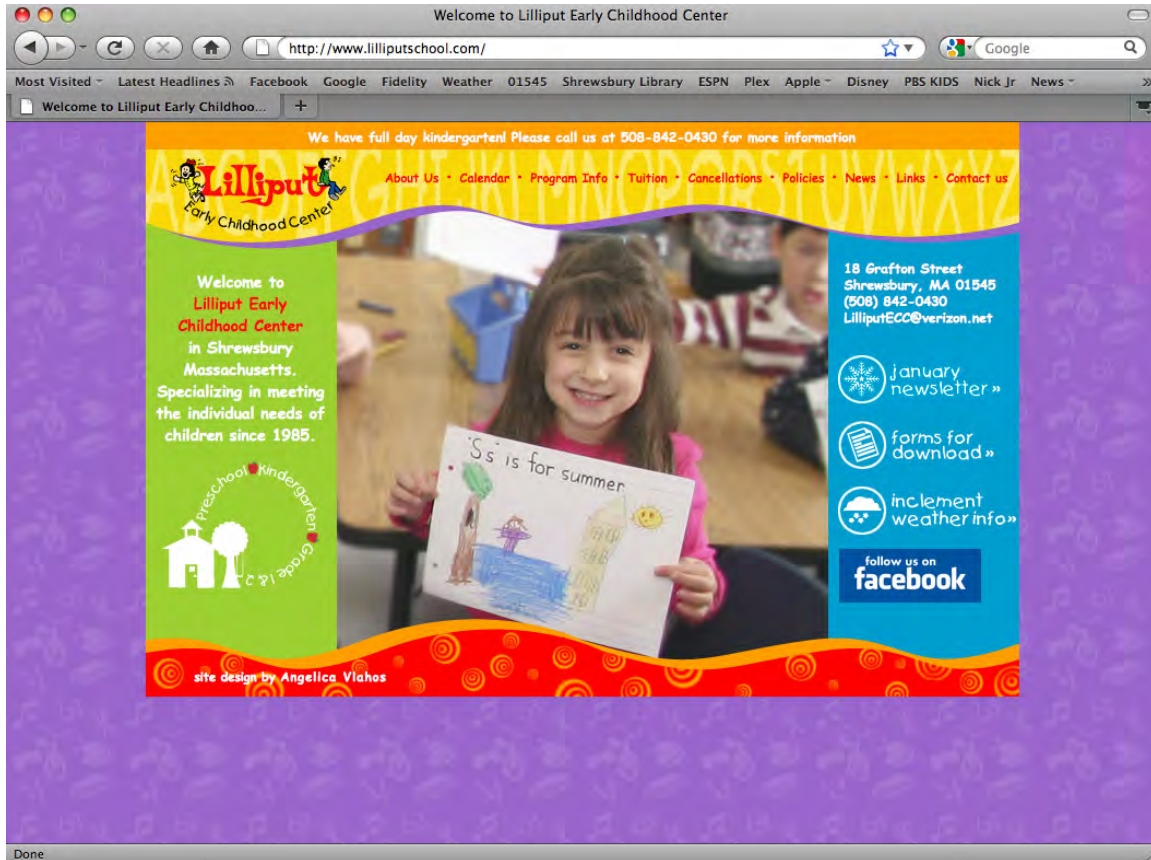 Welcome to Lilliput Early Childhood Center
http://www.lilliputschool.com/
Google
Most Visited Latest Headlines Facebook Google Fidelity Weather 01545 Shrewsbury Library ESPN Plex Apple Disney PBS KIDS Nick Jr News »
Welcome to Lilliput Early Childhoo... +
We have full day kindergarten! Please call us at 508-842-0430 for more information
ABCDEFGHIJKLMNOPQRSTUVWXYZ
Lilliput
Early Childhood Center
About Us • Calendar • Program Info • Tuition • Cancellations • Policies • News • Links • Contact us
Welcome to
Lilliput Early
Childhood Center
in Shrewsbury
Massachusetts.
Specializing in meeting
the individual needs of
children since 1985.
Preschool Kindergarten Grade 1 & 2
"Ss" is for summer
18 Grafton Street
Shrewsbury, MA 01545
(508) 842-0430
LilliputECC@verizon.net
january
newsletter »
forms for
download »
inclement
weather info »
follow us on
facebook
site design by Angelica Vlahos
Done